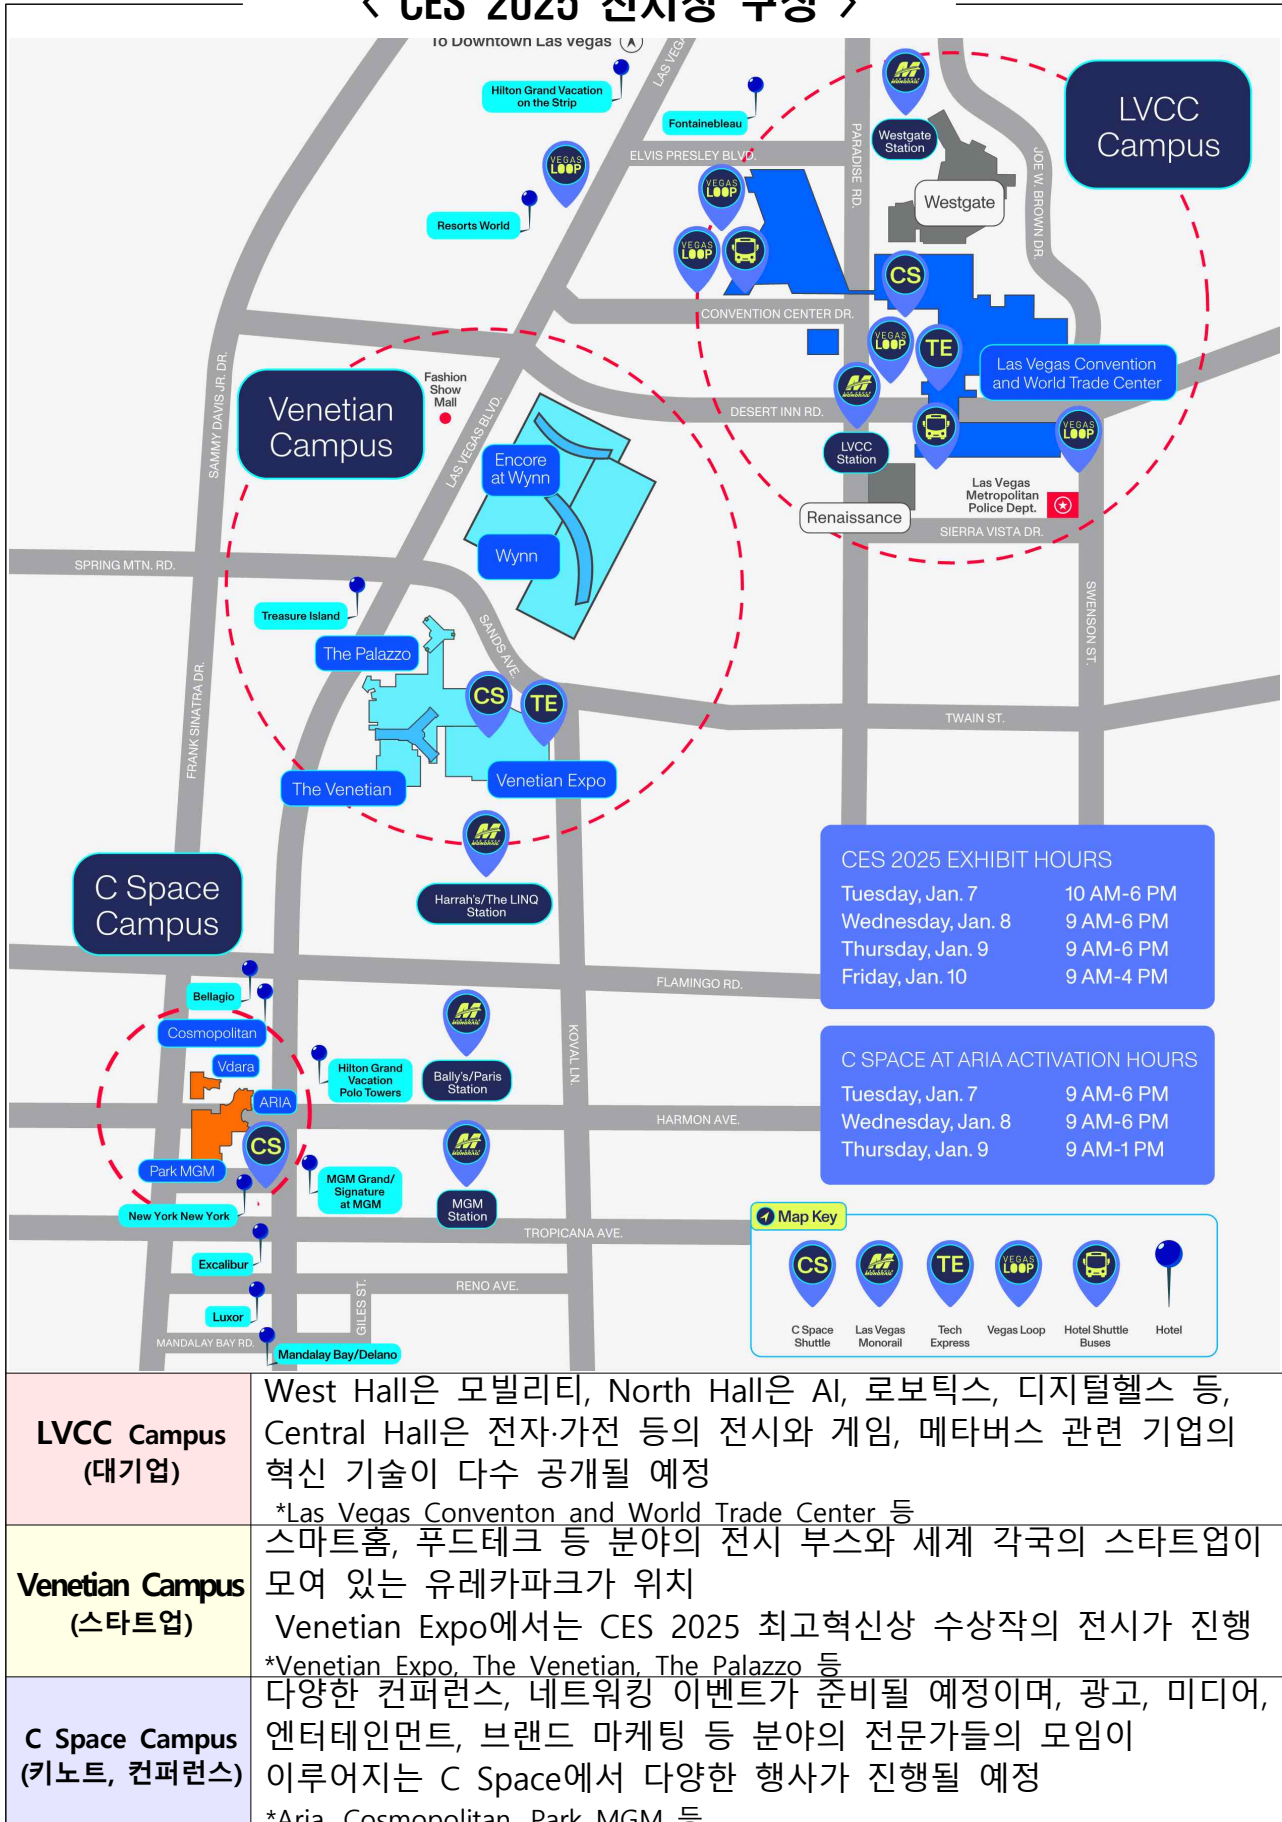 < CES 2025 전시장 구성 >
To Downtown Las Vegas
Hilton Grand Vacation
on the Strip
LAS VEGA
Fontainebleau
LAS VEGAS
MONORAIL
Westgate
Station
LVCC
Campus
ELVIS PRESLEY BLVD.
PARADISE RD.
JOE W. BROWN DR.
VEGAS
LOOP
VEGAS
LOOP
Westgate
Resorts World
VEGAS
LOOP
CS
CONVENTION CENTER DR.
VEGAS
LOOP
TE
Las Vegas Convention
and World Trade Center
SAMMY DAVIS JR. DR.
Fashion
Show
Mall
Venetian
Campus
LAS VEGAS BLVD.
DESERT INN RD.
LVCC
Station
VEGAS
LOOP
Encore
at Wynn
Las Vegas
Metropolitan
Police Dept.
Renaissance
SIERRA VISTA DR.
Wynn
SPRING MTN. RD.
Treasure Island
SANDS AVE.
SWENSON ST.
The Palazzo
FRANK SINATRA DR.
CS
TE
TWAIN ST.
The Venetian
Venetian Expo
Harrah's/The LINQ
Station
C Space
Campus
CES 2025 EXHIBIT HOURS
Tuesday, Jan. 7 10 AM-6 PM
Wednesday, Jan. 8 9 AM-6 PM
Thursday, Jan. 9 9 AM-6 PM
Friday, Jan. 10 9 AM-4 PM
FLAMINGO RD.
Bellagio
Cosmopolitan
Vdara
ARIA
Hilton Grand
Vacation
Polo Towers
Bally's/Paris
Station
KOVAL LN.
C SPACE AT ARIA ACTIVATION HOURS
Tuesday, Jan. 7 9 AM-6 PM
Wednesday, Jan. 8 9 AM-6 PM
Thursday, Jan. 9 9 AM-1 PM
HARMON AVE.
CS
Park MGM
MGM Grand/
Signature
at MGM
MGM
Station
New York New York
TROPICANA AVE.
Excalibur
RENO AVE.
GILES ST.
Luxor
MANDALAY BAY RD.
Mandalay Bay/Delano
Map Key
CS
TE
VEGAS
LOOP
C Space
Shuttle
Las Vegas
Monorail
Tech
Express
Vegas Loop
Hotel Shuttle
Buses
Hotel
LVCC Campus
(대기업)
West Hall은 모빌리티, North Hall은 AI, 로보틱스, 디지털헬스 등,
Central Hall은 전자·가전 등의 전시와 게임, 메타버스 관련 기업의
혁신 기술이 다수 공개될 예정
*Las Vegas Conventon and World Trade Center 등
Venetian Campus
(스타트업)
스마트홈, 푸드테크 등 분야의 전시 부스와 세계 각국의 스타트업이
모여 있는 유레카파크가 위치
Venetian Expo에서는 CES 2025 최고혁신상 수상작의 전시가 진행
*Venetian Expo, The Venetian, The Palazzo 등
C Space Campus
(키노트, 컨퍼런스)
다양한 컨퍼런스, 네트워킹 이벤트가 준비될 예정이며, 광고, 미디어,
엔터테인먼트, 브랜드 마케팅 등 분야의 전문가들의 모임이
이루어지는 C Space에서 다양한 행사가 진행될 예정
*Aria, Cosmopolitan, Park MGM 등